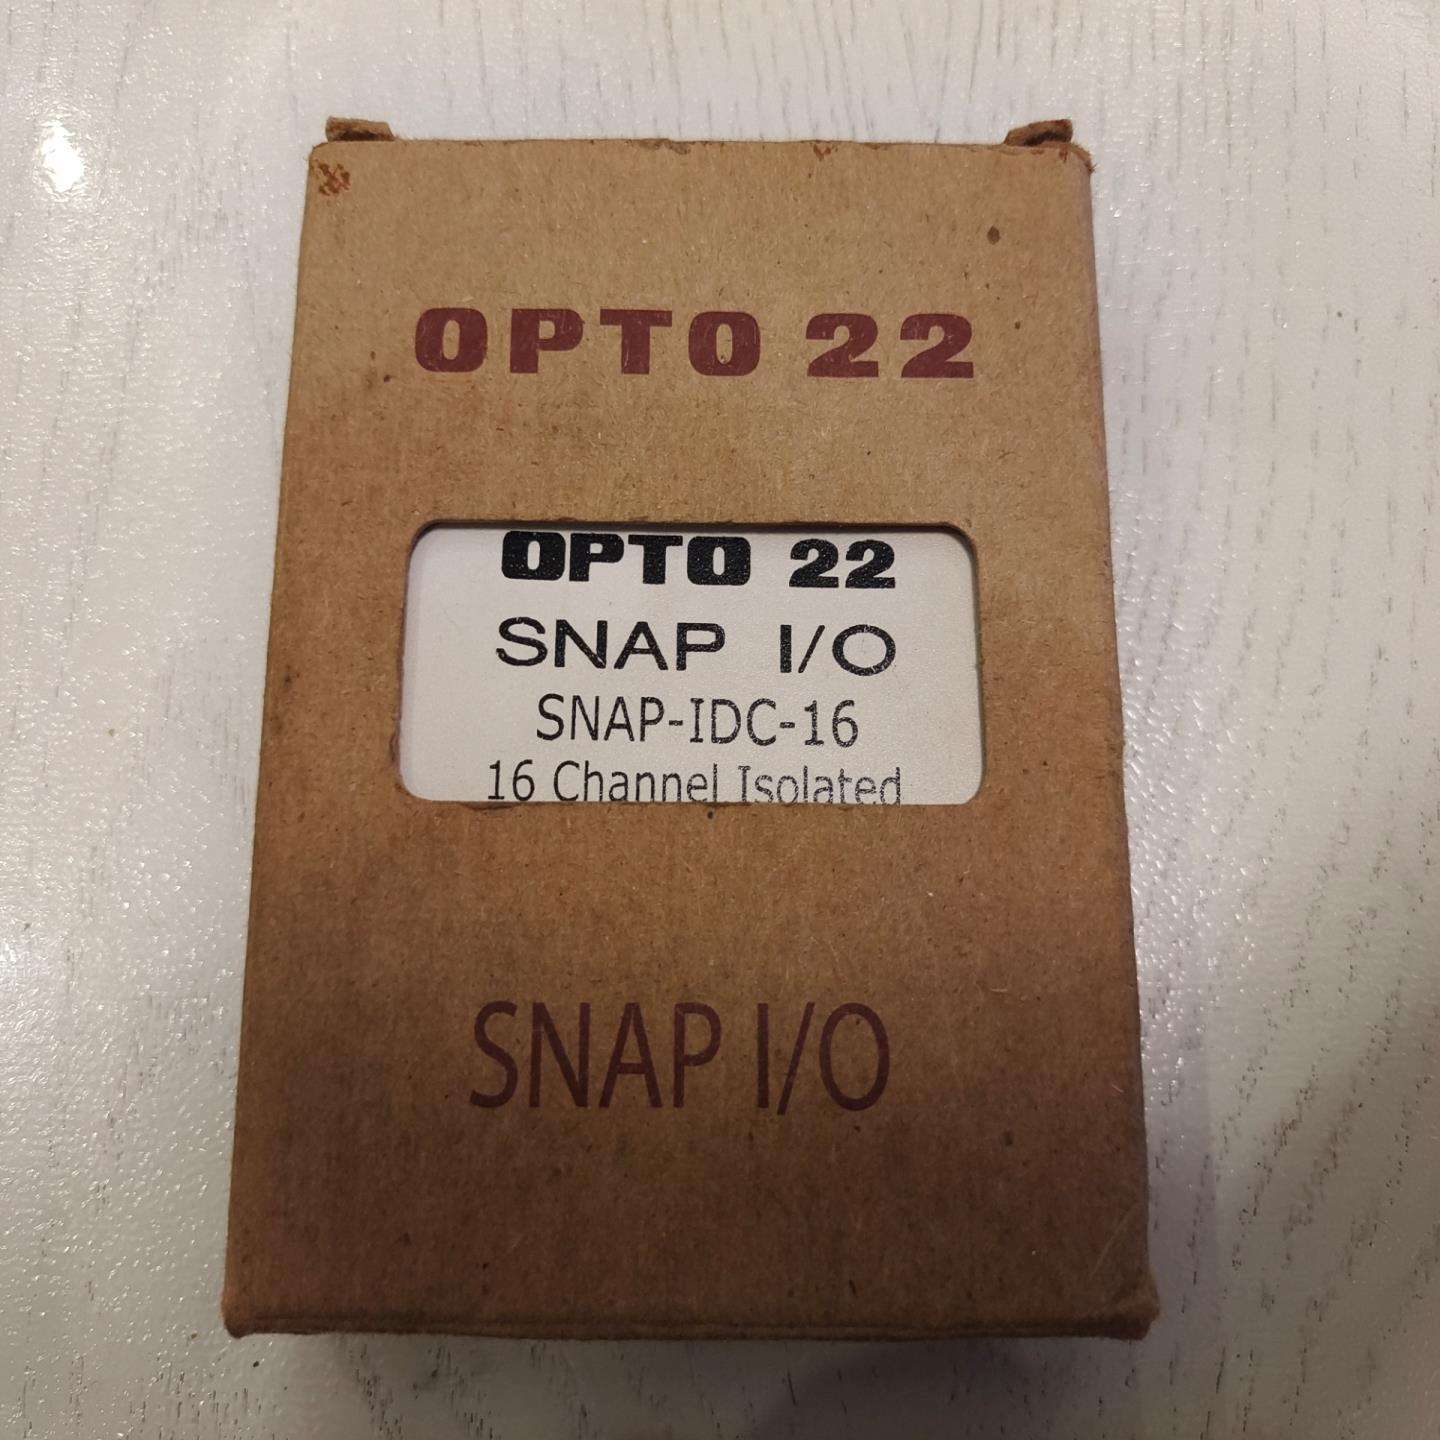 OPTO 22
OPTO 22
SNAP I/O
SNAP-IDC-16
16 Channel Isolated
SNAP I/O